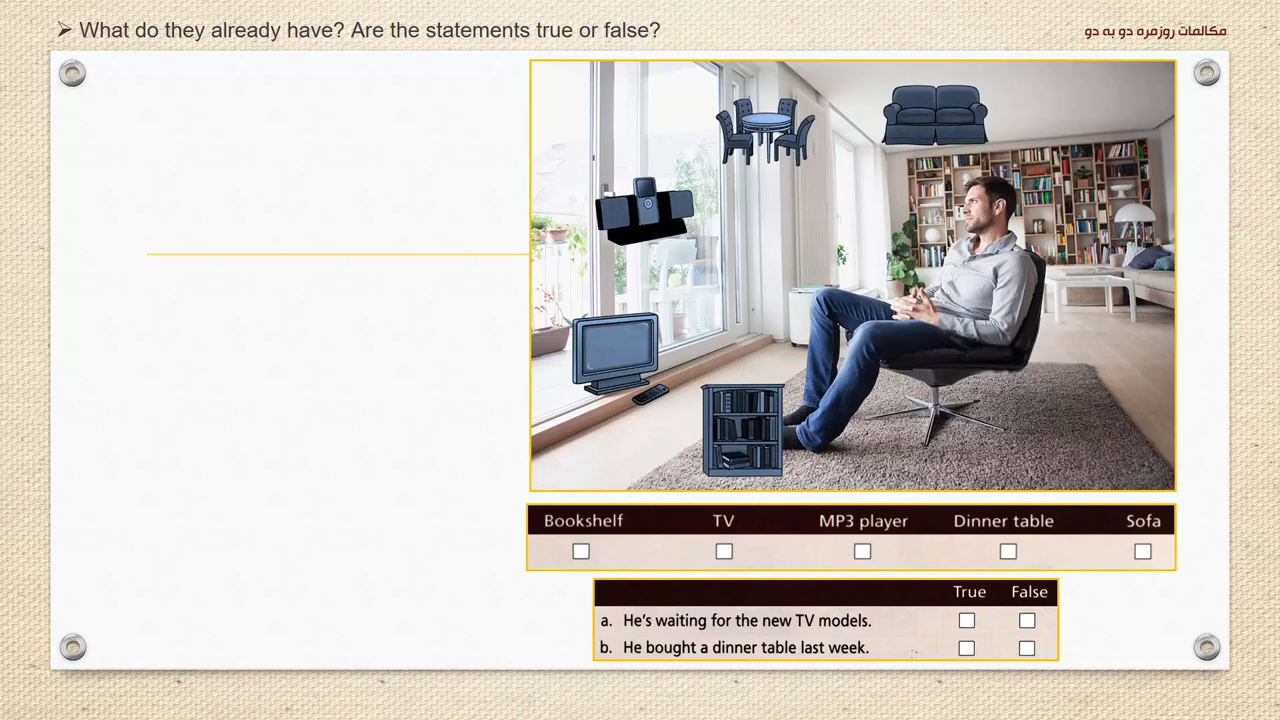 ➢ What do they already have? Are the statements true or false?
مکالمات روزمره دو به دو
Bookshelf TV MP3 player Dinner table Sofa
True False
a. He's waiting for the new TV models.
b. He bought a dinner table last week.